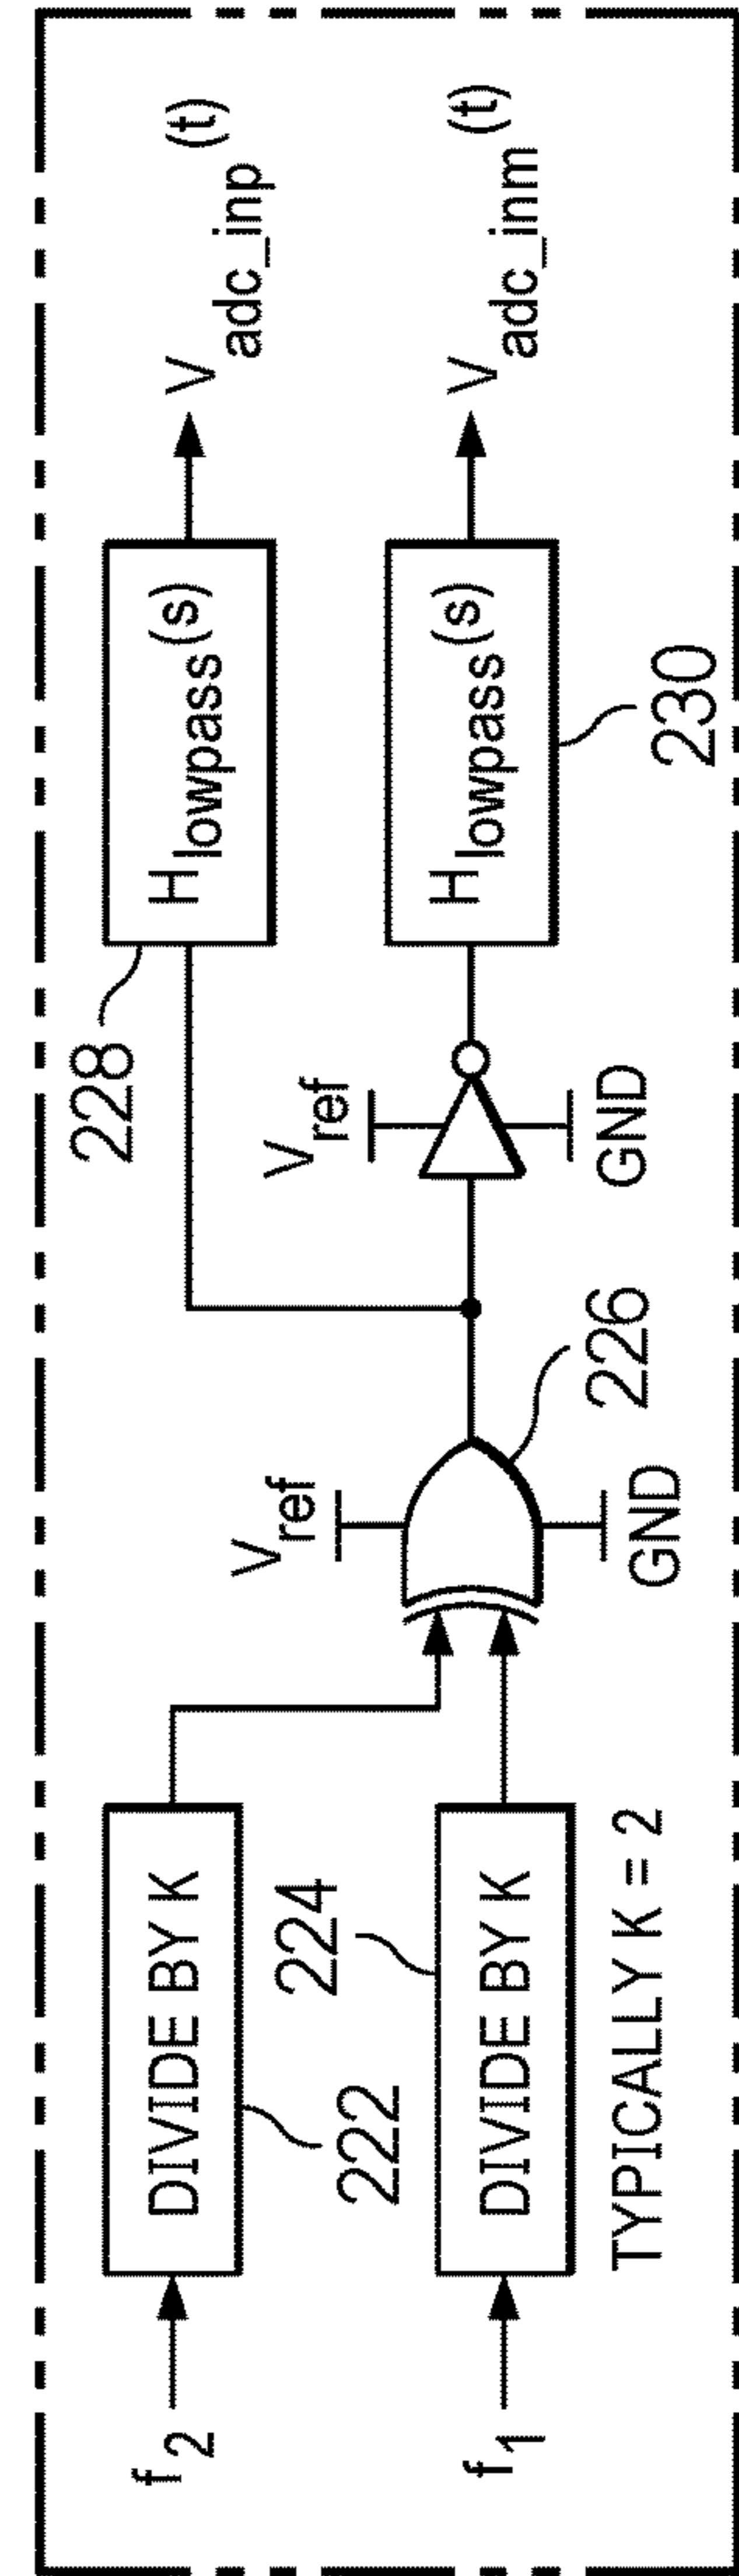 f2
DIVIDE BY K
222
f1
DIVIDE BY K
224
TYPICALLY K = 2
Vref
GND
226
Vref
GND
228
Hlowpass(s)
Hlowpass(s)
230
Vadc_inp(t)
Vadc_inm(t)